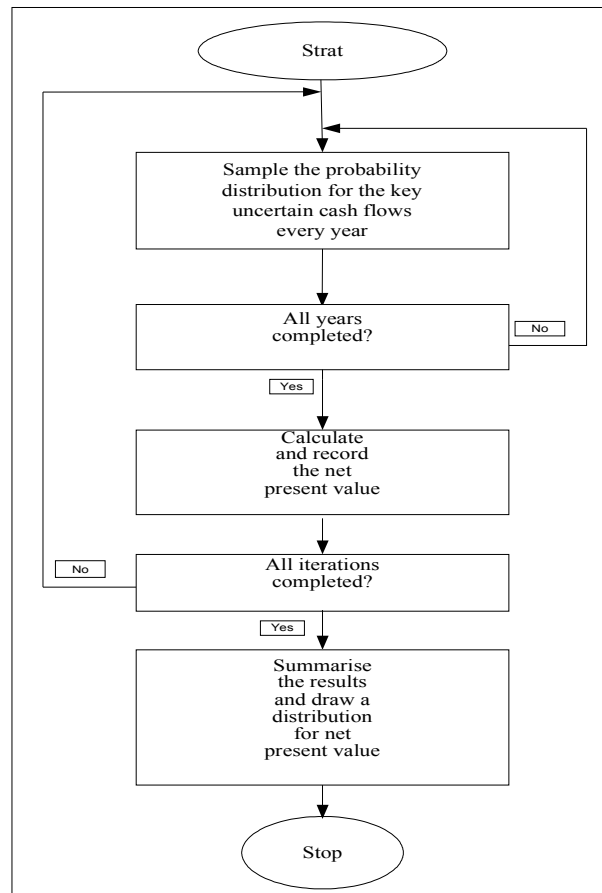 Strat
Sample the probability
distribution for the key
uncertain cash flows
every year
All years
completed?
No
Yes
Calculate
and record
the net
present value
All iterations
completed?
No
Yes
Summarise
the results
and draw a
distribution
for net
present value
Stop